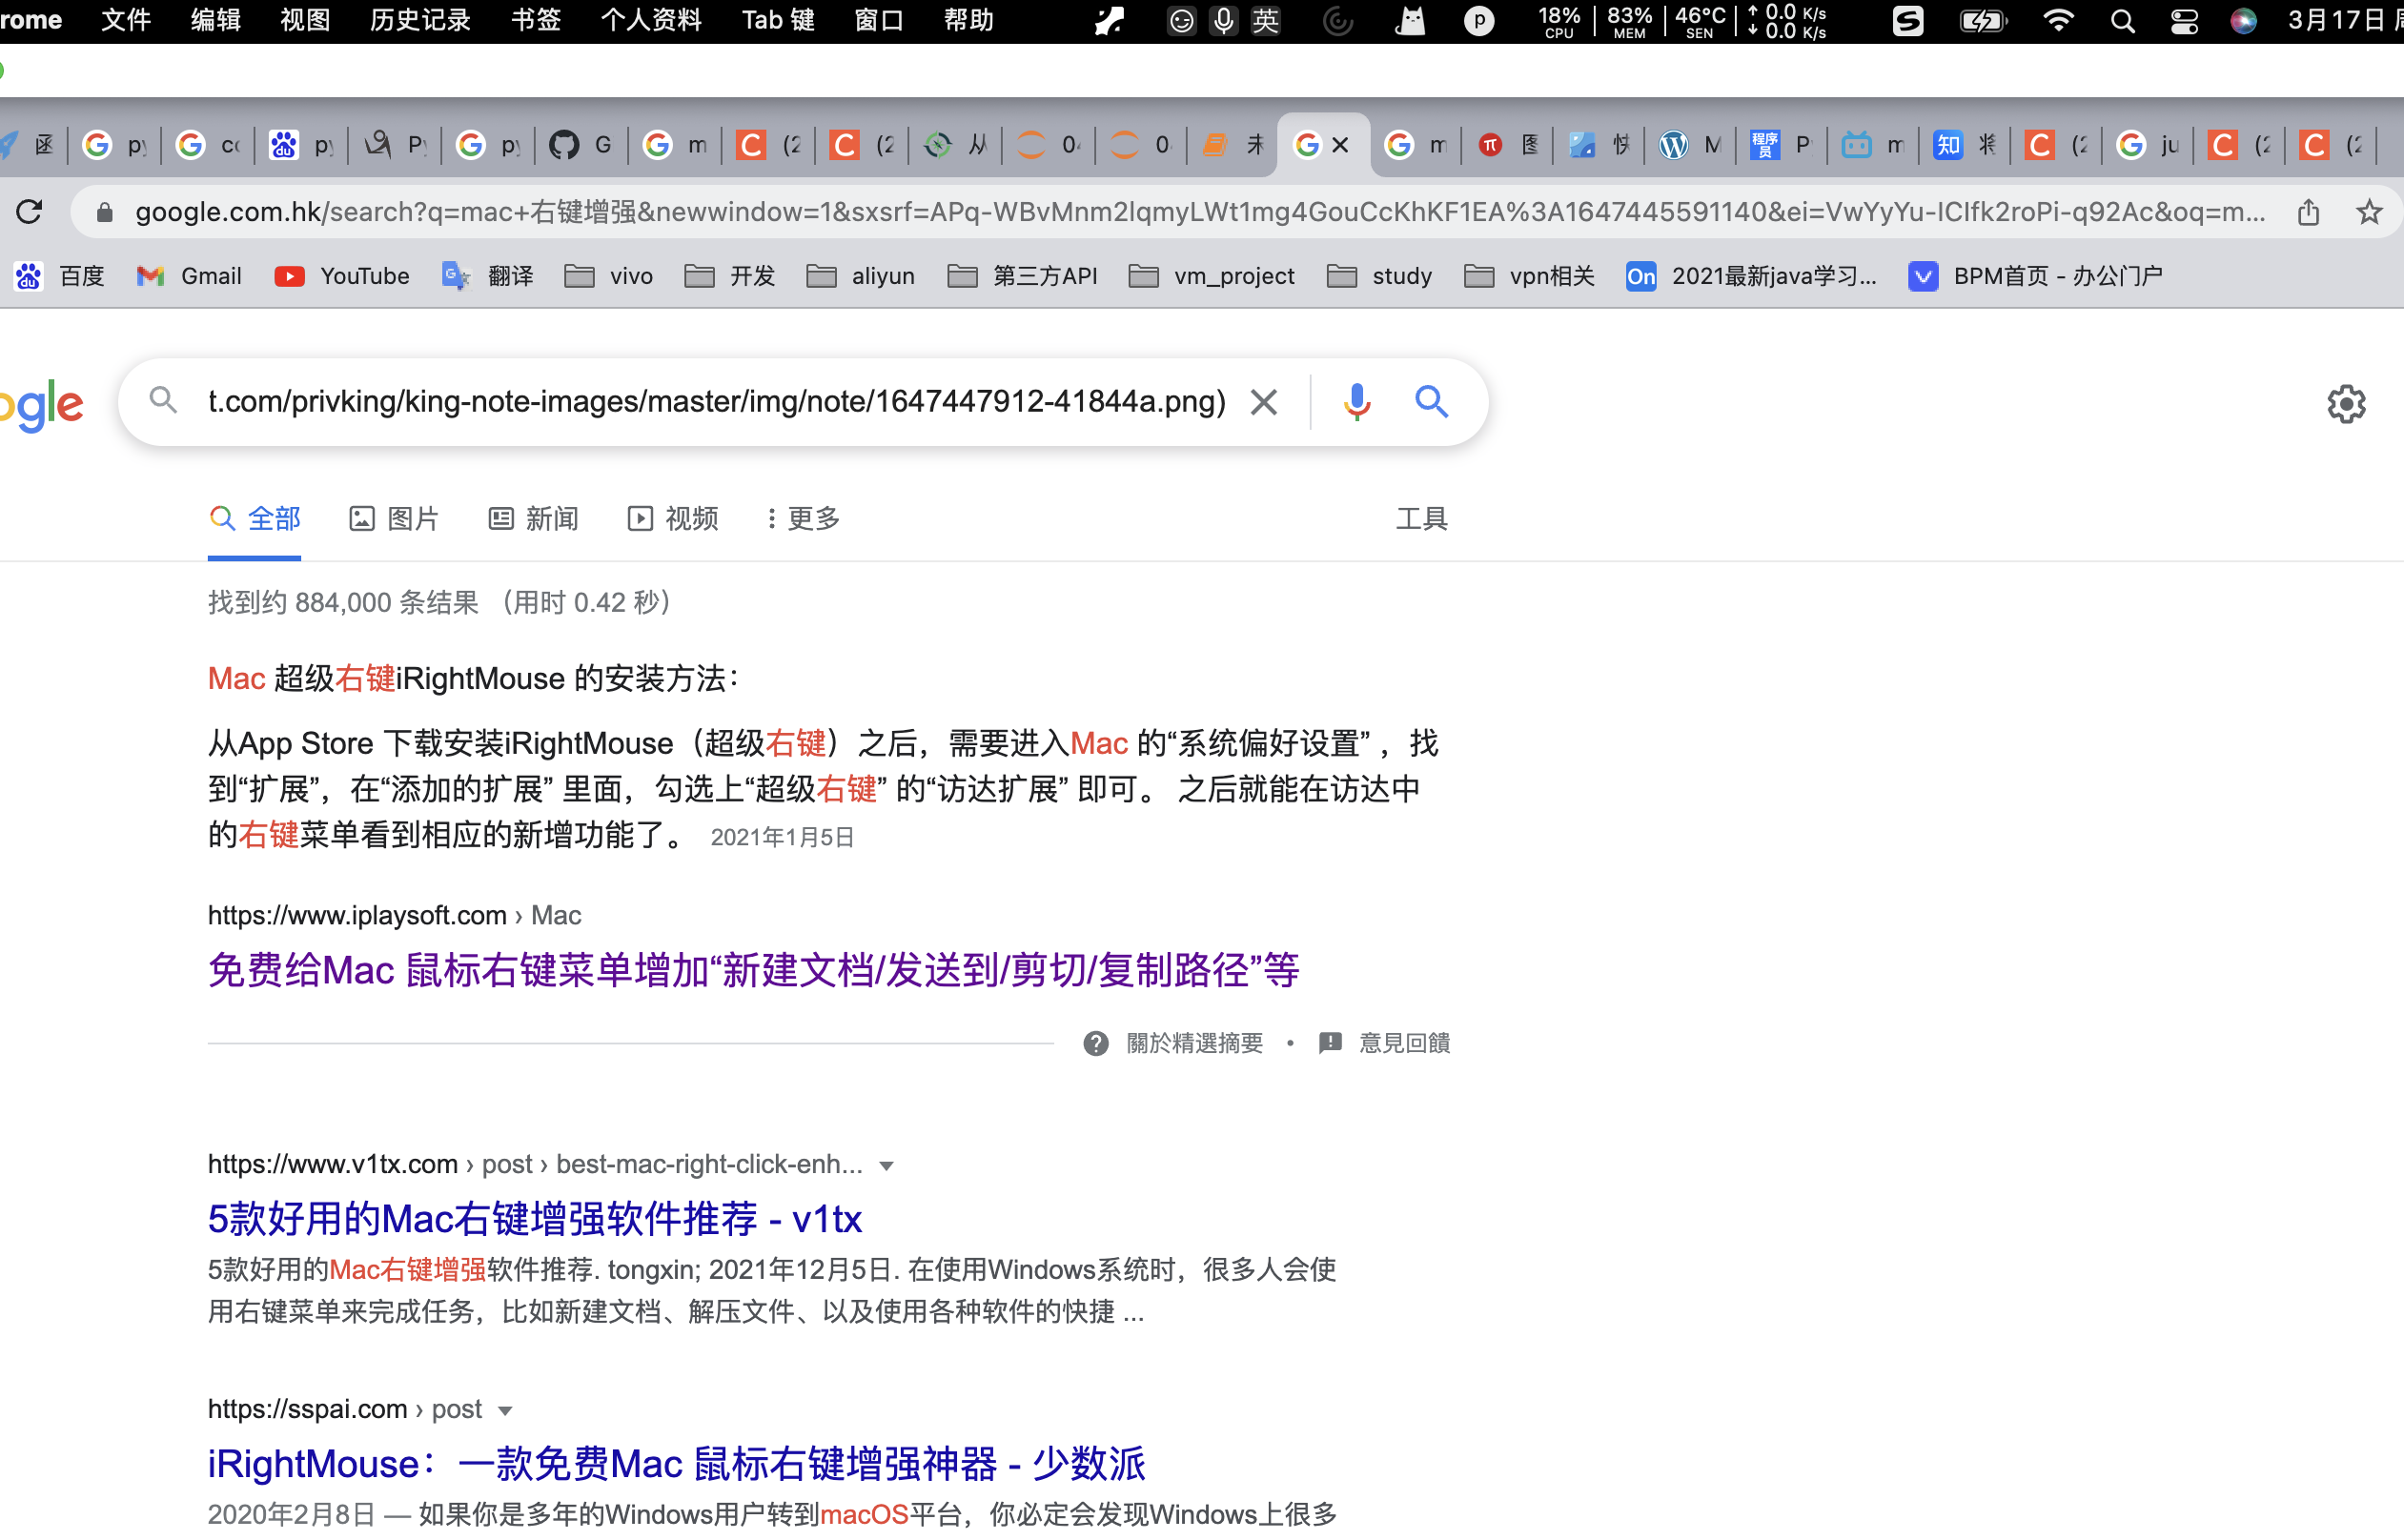 rome 文件 编辑 视图 历史记录 书签 个人资料 Tab 键 窗口 帮助 英 18% CPU 83% MEM 46°C SEN ↑ 0.0 K/s ↓ 0.0 K/s 3月17日
google.com.hk/search?q=mac+右键增强&newwindow=1&sxsrf=APq-WBvMnm2lqmyLWt1mg4GouCcKhKF1EA%3A1647445591140&ei=VwYyYu-ICIfk2roPi-q92Ac&oq=m...
百度 Gmail YouTube 翻译 vivo 开发 aliyun 第三方API vm_project study vpn相关 On 2021最新java学习... BPM首页 - 办公门户
ogle t.com/privking/king-note-images/master/img/note/1647447912-41844a.png)
全部 图片 新闻 视频 更多 工具
找到约 884,000 条结果 （用时 0.42 秒）
Mac 超级右键iRightMouse 的安装方法：
从App Store 下载安装iRightMouse（超级右键）之后，需要进入Mac 的“系统偏好设置” ，找
到“扩展”，在“添加的扩展” 里面，勾选上“超级右键” 的“访达扩展” 即可。 之后就能在访达中
的右键菜单看到相应的新增功能了。 2021年1月5日
https://www.iplaysoft.com › Mac
免费给Mac 鼠标右键菜单增加“新建文档/发送到/剪切/复制路径”等
關於精選摘要 • 意見回饋
https://www.v1tx.com › post › best-mac-right-click-enh...
5款好用的Mac右键增强软件推荐 - v1tx
5款好用的Mac右键增强软件推荐. tongxin; 2021年12月5日. 在使用Windows系统时，很多人会使
用右键菜单来完成任务，比如新建文档、解压文件、以及使用各种软件的快捷 ...
https://sspai.com › post
iRightMouse：一款免费Mac 鼠标右键增强神器 - 少数派
2020年2月8日 — 如果你是多年的Windows用户转到macOS平台，你必定会发现Windows上很多